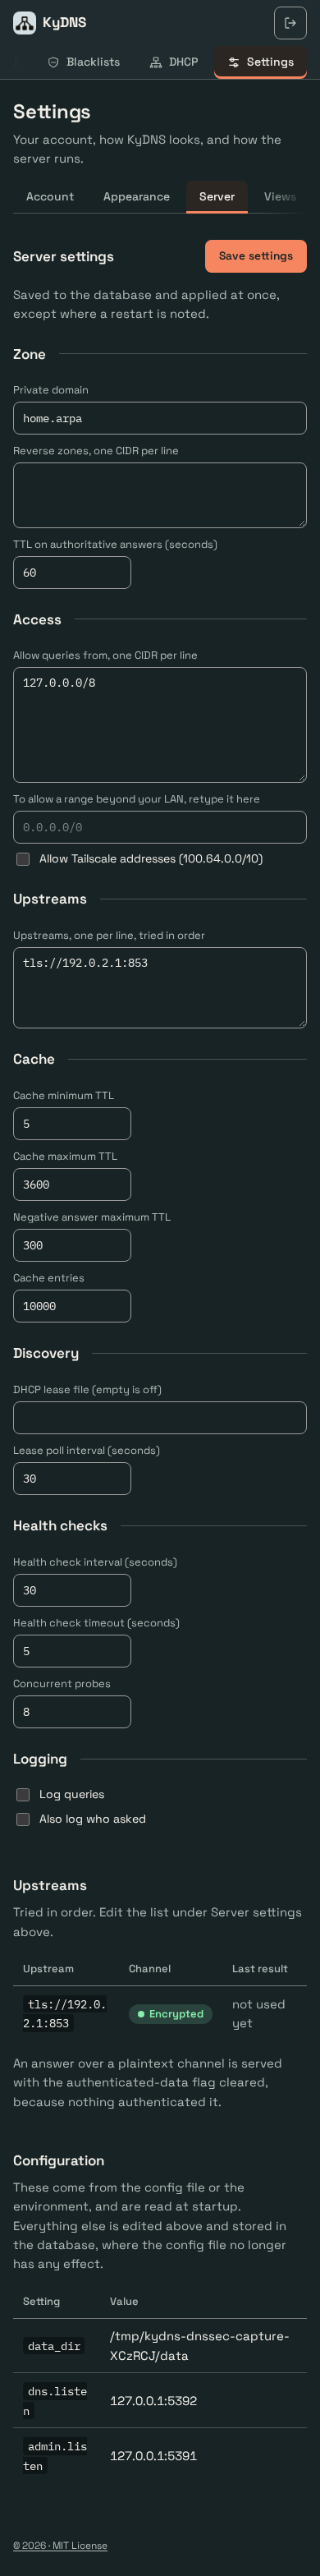 KyDNS
Blacklists
DHCP
Settings
Settings
Your account, how KyDNS looks, and how the
server runs.
Account
Appearance
Server
Views
Server settings
Save settings
Saved to the database and applied at once,
except where a restart is noted.
Zone
Private domain
home.arpa
Reverse zones, one CIDR per line
TTL on authoritative answers (seconds)
60
Access
Allow queries from, one CIDR per line
127.0.0.0/8
To allow a range beyond your LAN, retype it here
0.0.0.0/0
Allow Tailscale addresses (100.64.0.0/10)
Upstreams
Upstreams, one per line, tried in order
tls://192.0.2.1:853
Cache
Cache minimum TTL
5
Cache maximum TTL
3600
Negative answer maximum TTL
300
Cache entries
10000
Discovery
DHCP lease file (empty is off)
Lease poll interval (seconds)
30
Health checks
Health check interval (seconds)
30
Health check timeout (seconds)
5
Concurrent probes
8
Logging
Log queries
Also log who asked
Upstreams
Tried in order. Edit the list under Server settings
above.
Upstream
Channel
Last result
tls://192.0.
2.1:853
Encrypted
not used
yet
An answer over a plaintext channel is served
with the authenticated-data flag cleared,
because nothing authenticated it.
Configuration
These come from the config file or the
environment, and are read at startup.
Everything else is edited above and stored in
the database, where the config file no longer
has any effect.
Setting
Value
data_dir
/tmp/kydns-dnssec-capture-
XCzRCJ/data
dns.liste
n
127.0.0.1:5392
admin.lis
ten
127.0.0.1:5391
© 2026 · MIT License